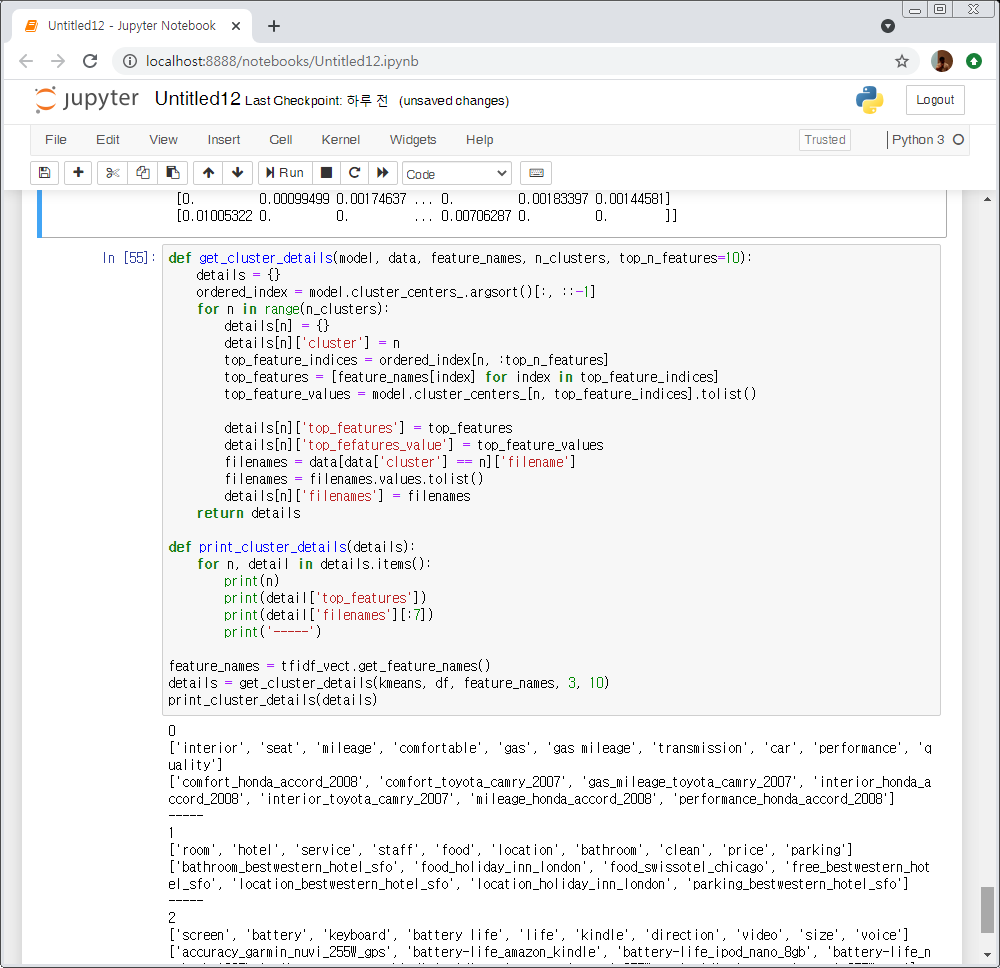 Untitled12 - Jupyter Notebook
localhost:8888/notebooks/Untitled12.ipynb
jupyter Untitled12 Last Checkpoint: 하루 전 (unsaved changes)
Logout
File Edit View Insert Cell Kernel Widgets Help
Trusted
Python 3
Run
Code
[0. 0.00099499 0.00174637 ... 0. 0.00183397 0.00144581]
[0.01005322 0. 0. ... 0.00706287 0. 0. ]]
In [55]:
def get_cluster_details(model, data, feature_names, n_clusters, top_n_features=10):
    details = {}
    ordered_index = model.cluster_centers_.argsort()[:, ::-1]
    for n in range(n_clusters):
        details[n] = {}
        details[n]['cluster'] = n
        top_feature_indices = ordered_index[n, :top_n_features]
        top_features = [feature_names[index] for index in top_feature_indices]
        top_feature_values = model.cluster_centers_[n, top_feature_indices].tolist()
        details[n]['top_features'] = top_features
        details[n]['top_fefatures_value'] = top_feature_values
        filenames = data[data['cluster'] == n]['filename']
        filenames = filenames.values.tolist()
        details[n]['filenames'] = filenames
    return details
def print_cluster_details(details):
    for n, detail in details.items():
        print(n)
        print(detail['top_features'])
        print(detail['filenames'][:7])
        print('-----')
feature_names = tfidf_vect.get_feature_names()
details = get_cluster_details(kmeans, df, feature_names, 3, 10)
print_cluster_details(details)
0
['interior', 'seat', 'mileage', 'comfortable', 'gas', 'gas mileage', 'transmission', 'car', 'performance', 'q
uality']
['comfort_honda_accord_2008', 'comfort_toyota_camry_2007', 'gas_mileage_toyota_camry_2007', 'interior_honda_a
ccord_2008', 'interior_toyota_camry_2007', 'mileage_honda_accord_2008', 'performance_honda_accord_2008']
-----
1
['room', 'hotel', 'service', 'staff', 'food', 'location', 'bathroom', 'clean', 'price', 'parking']
['bathroom_bestwestern_hotel_sfo', 'food_holiday_inn_london', 'food_swissotel_chicago', 'free_bestwestern_hot
el_sfo', 'location_bestwestern_hotel_sfo', 'location_holiday_inn_london', 'parking_bestwestern_hotel_sfo']
-----
2
['screen', 'battery', 'keyboard', 'battery life', 'life', 'kindle', 'direction', 'video', 'size', 'voice']
['accuracy_garmin_nuvi_255W_gps', 'battery-life_amazon_kindle', 'battery-life_ipod_nano_8gb', 'battery-life_n